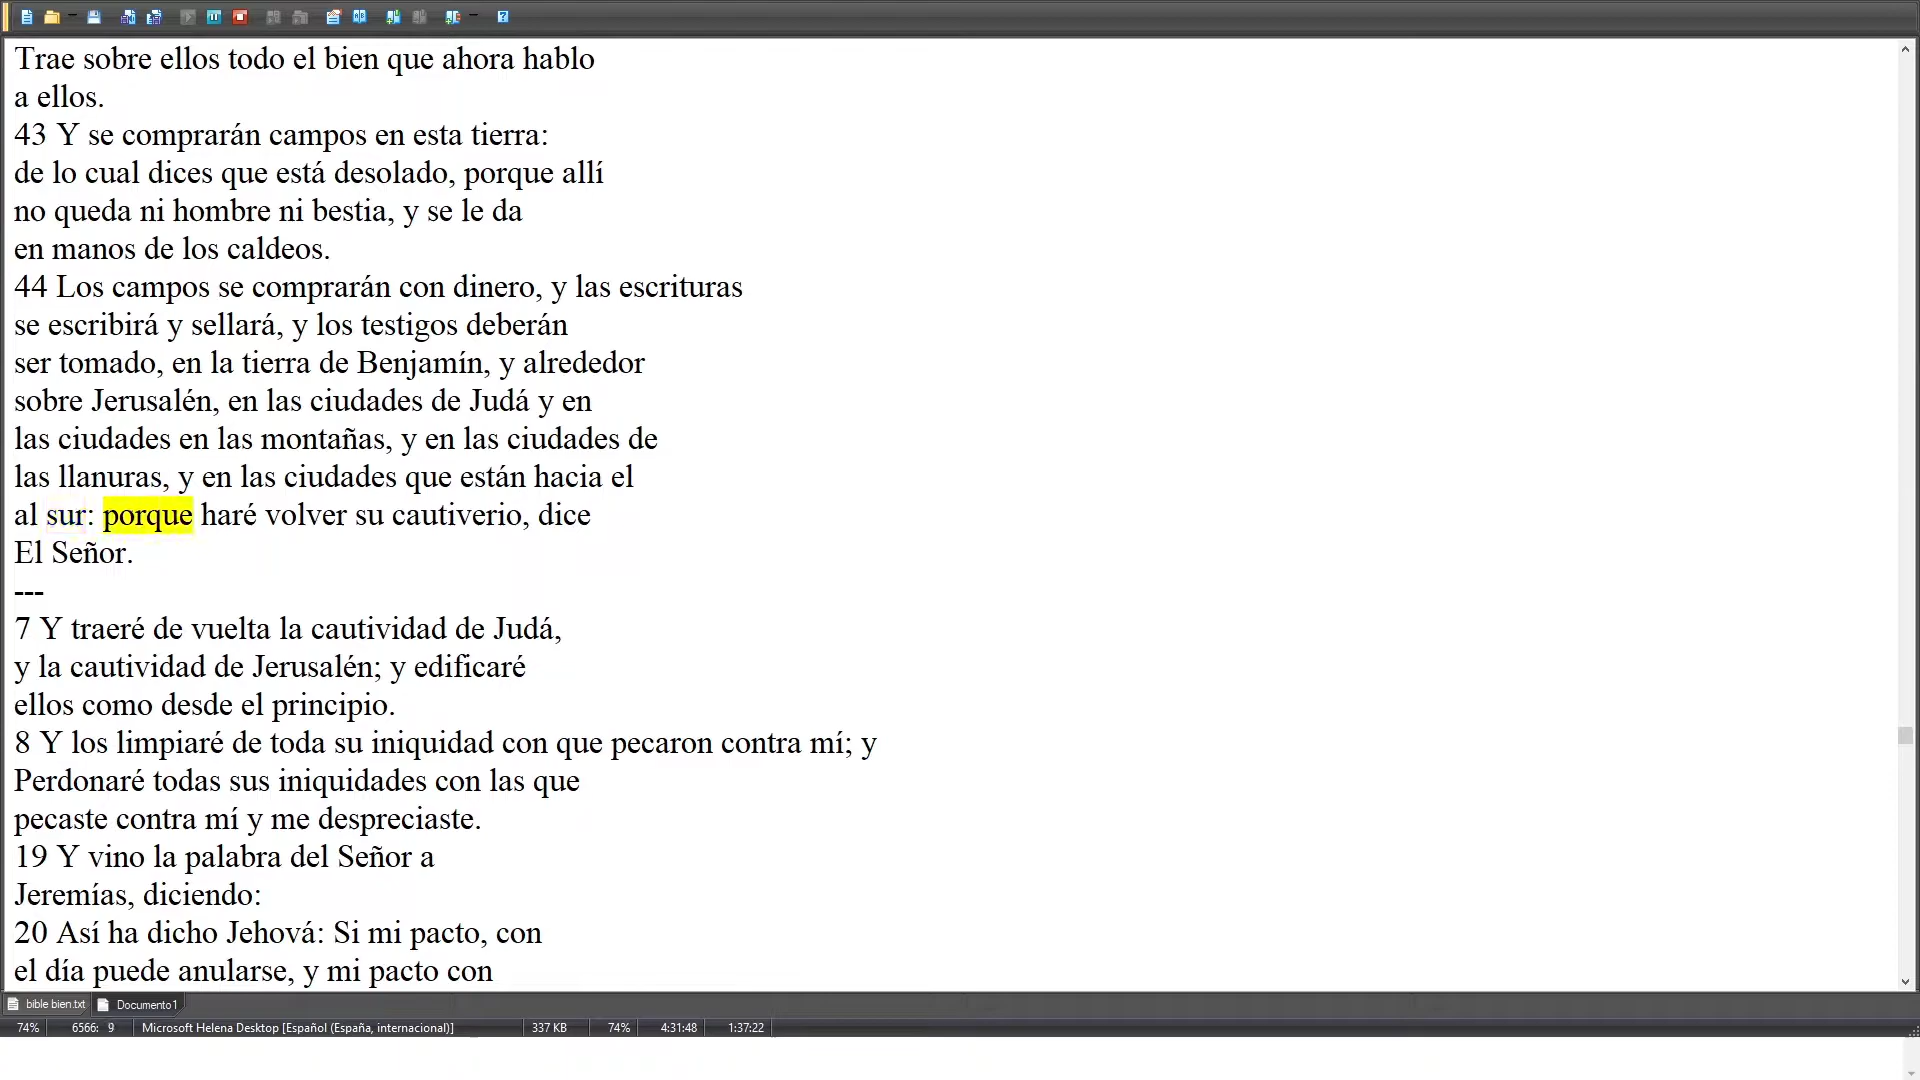 Trae sobre ellos todo el bien que ahora hablo
a ellos.
43 Y se comprarán campos en esta tierra:
de lo cual dices que está desolado, porque allí
no queda ni hombre ni bestia, y se le da
en manos de los caldeos.
44 Los campos se comprarán con dinero, y las escrituras
se escribirá y sellará, y los testigos deberán
ser tomado, en la tierra de Benjamín, y alrededor
sobre Jerusalén, en las ciudades de Judá y en
las ciudades en las montañas, y en las ciudades de
las llanuras, y en las ciudades que están hacia el
al sur: porque haré volver su cautiverio, dice
El Señor.
---
7 Y traeré de vuelta la cautividad de Judá,
y la cautividad de Jerusalén; y edificaré
ellos como desde el principio.
8 Y los limpiaré de toda su iniquidad con que pecaron contra mí; y
Perdonaré todas sus iniquidades con las que
pecaste contra mí y me despreciaste.
19 Y vino la palabra del Señor a
Jeremías, diciendo:
20 Así ha dicho Jehová: Si mi pacto, con
el día puede anularse, y mi pacto con
bible bien.txt Documento1
74% 6566: 9 Microsoft Helena Desktop [Español (España, internacional)] 337 KB 74% 4:31:48 1:37:22